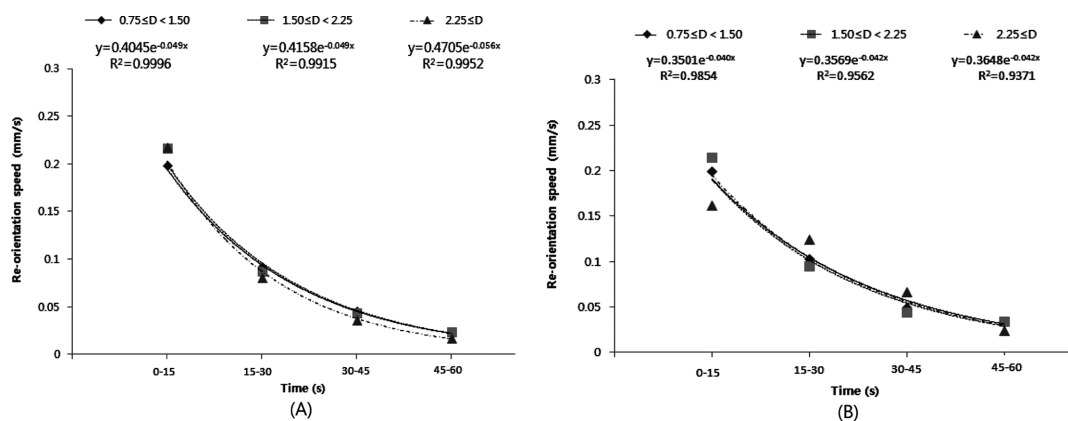 0.75≤D < 1.50 1.50≤D < 2.25 2.25≤D
y=0.4045e-0.049x y=0.4158e-0.049x y=0.4705e-0.056x
R²=0.9996 R²=0.9915 R²=0.9952
0.3
0.25
0.2
0.15
0.1
0.05
0
Re-orientation speed (mm/s)
0-15 15-30 30-45 45-60
Time (s)
(A)
0.75≤D < 1.50 1.50≤D < 2.25 2.25≤D
y=0.3501e-0.040x y=0.3569e-0.042x y=0.3648e-0.042x
R²=0.9854 R²=0.9562 R²=0.9371
0.3
0.25
0.2
0.15
0.1
0.05
0
Re-orientation speed (mm/s)
0-15 15-30 30-45 45-60
Time (s)
(B)